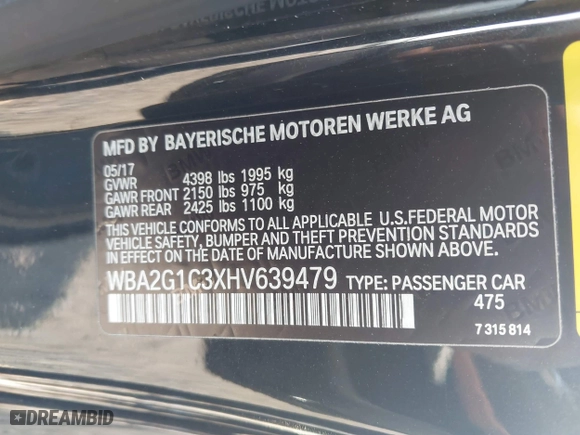 MFD BY BAYERISCHE MOTOREN WERKE AG
05/17
GVWR 4398 lbs 1995 kg
GAWR FRONT 2150 lbs 975 kg
GAWR REAR 2425 lbs 1100 kg
THIS VEHICLE CONFORMS TO ALL APPLICABLE U.S.FEDERAL MOTOR
VEHICLE SAFETY, BUMPER AND THEFT PREVENTION STANDARDS
IN EFFECT ON THE DATE OF MANUFACTURE SHOWN ABOVE.
WBA2G1C3XHV639479 TYPE: PASSENGER CAR
475
7 315 814
DREAMBID